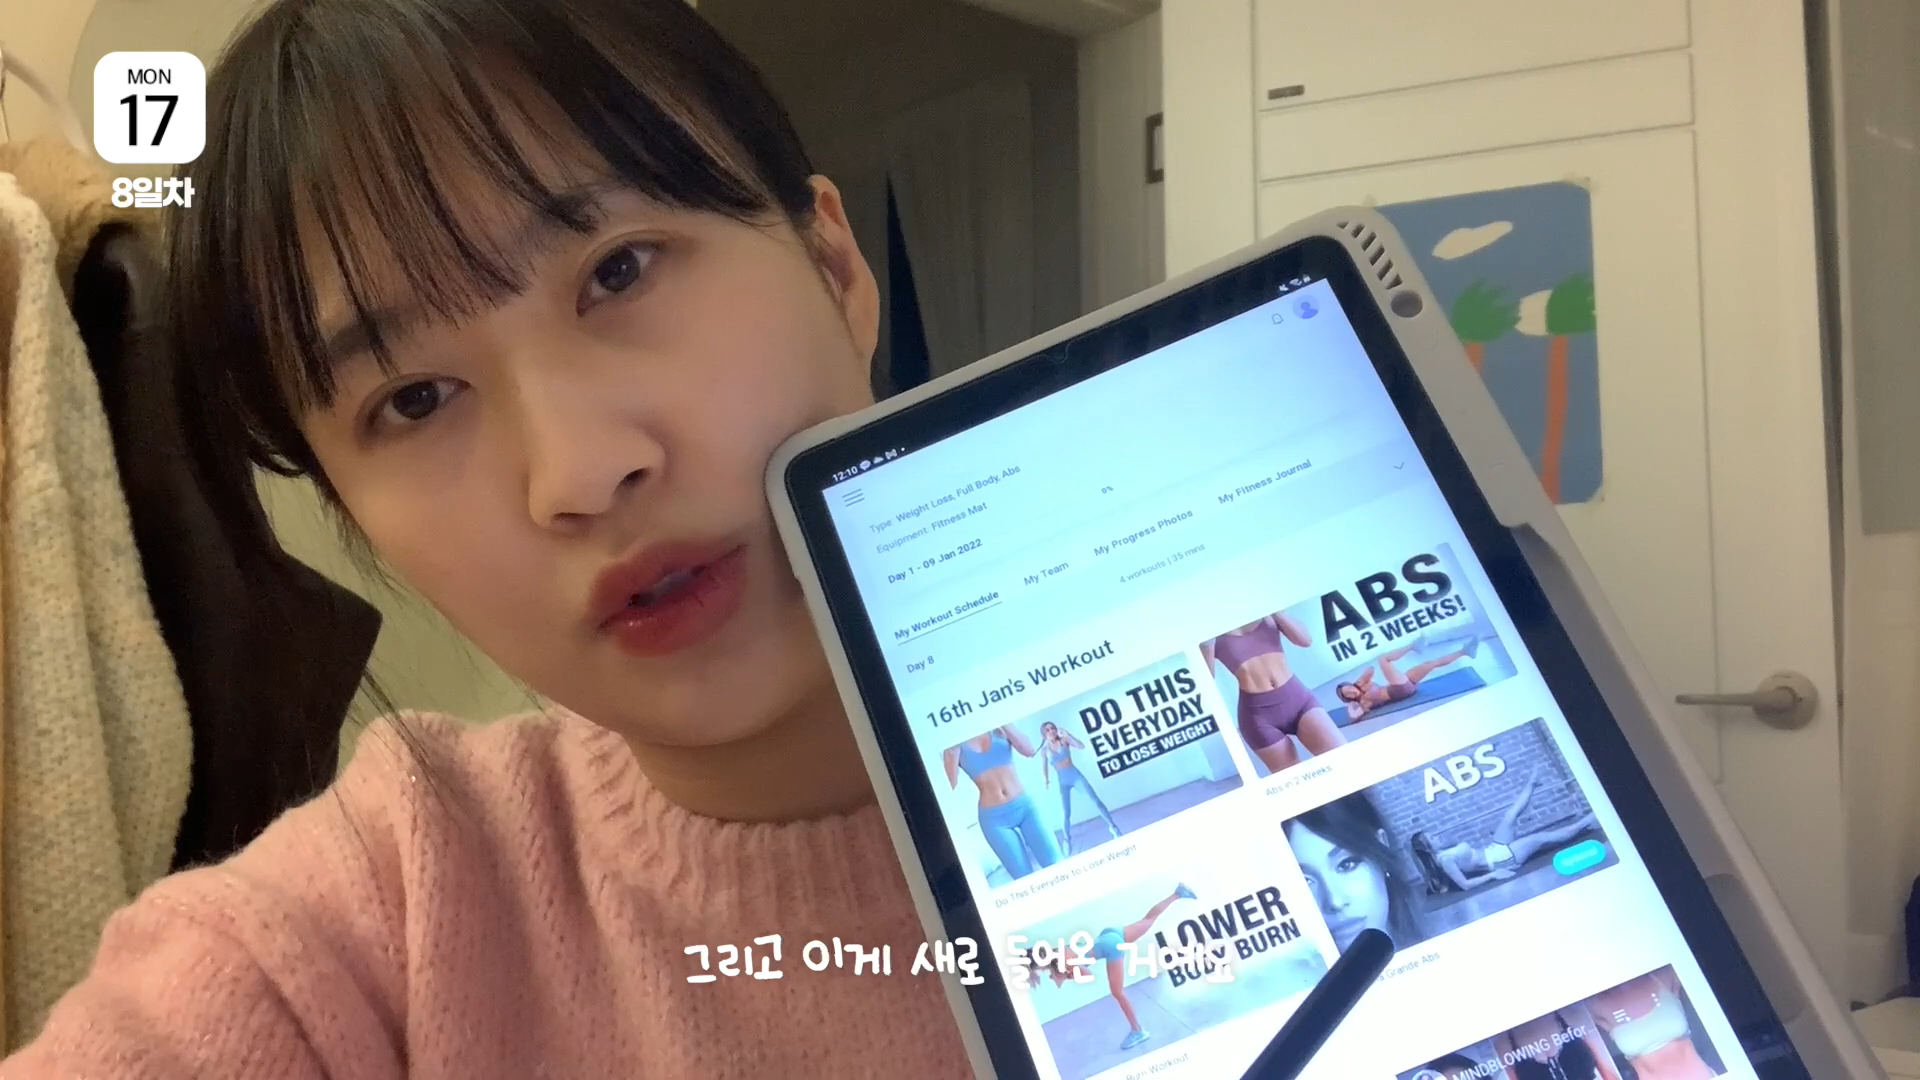 MON
17
8일차
12:10
Type: Weight Loss, Full Body, Abs
Equipment: Fitness Mat
0%
Day 1 - 09 Jan 2022
My Workout Schedule
My Team
My Progress Photos
My Fitness Journal
Day 8
4 workouts | 35 mins
16th Jan's Workout
DO THIS
EVERYDAY
TO LOSE WEIGHT
Do This Everyday to Lose Weight
ABS
IN 2 WEEKS!
Abs in 2 Weeks
LOWER
BODY BURN
Burn Workout
ABS
Grande Abs
MINDBLOWING Befor...
그리고 이게 새로 들어온 거예요